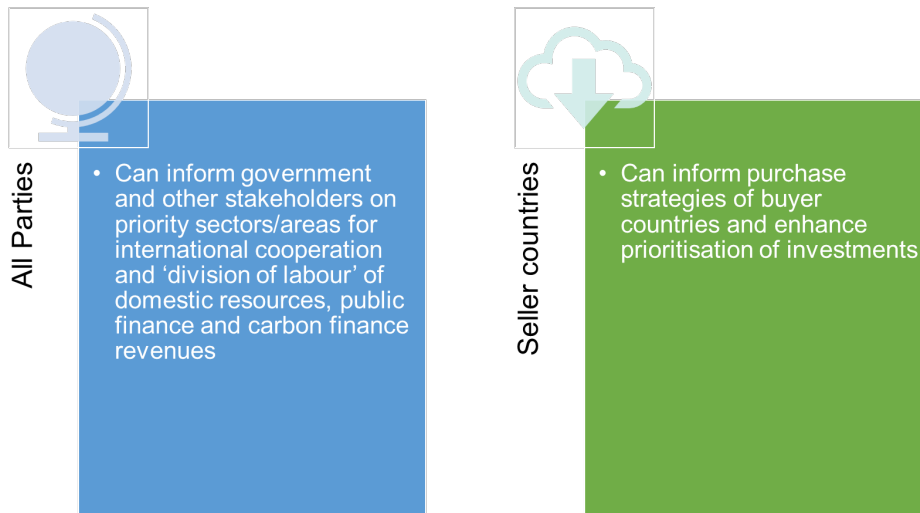 All Parties
• Can inform government
and other stakeholders on
priority sectors/areas for
international cooperation
and ‘division of labour’ of
domestic resources, public
finance and carbon finance
revenues
Seller countries
• Can inform purchase
strategies of buyer
countries and enhance
prioritisation of investments